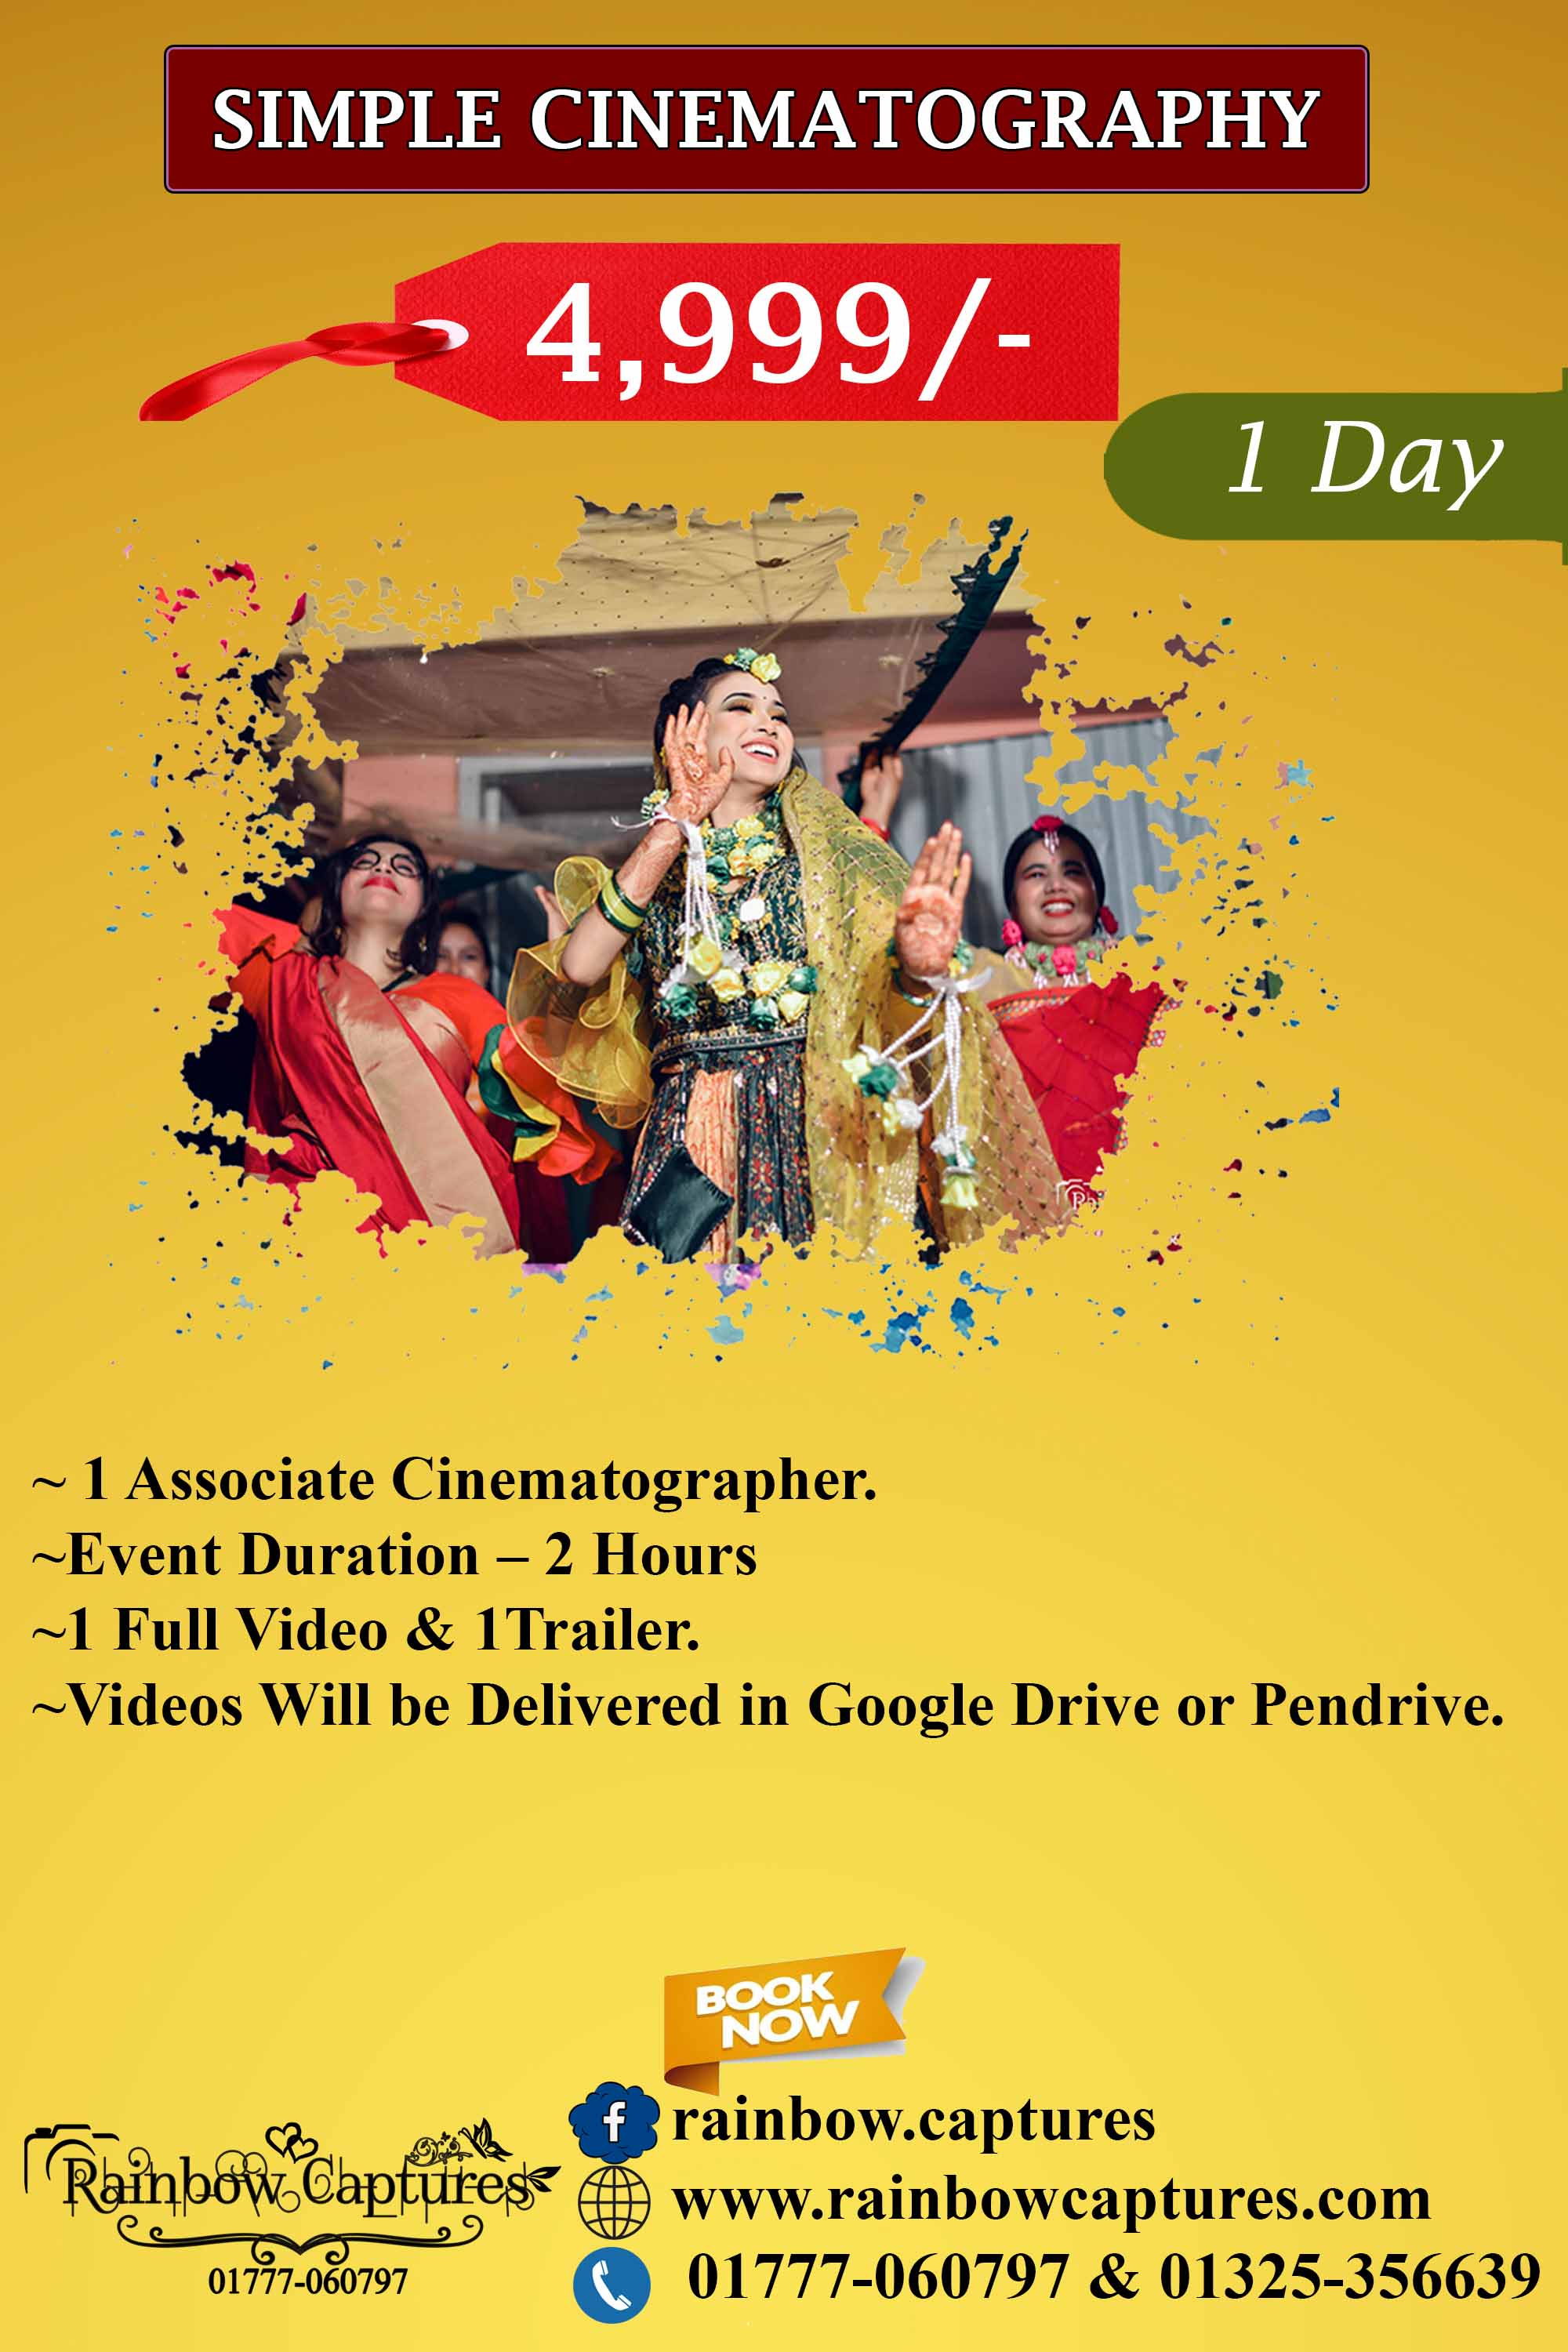 SIMPLE CINEMATOGRAPHY
4,999/-
1 Day
~ 1 Associate Cinematographer.
~Event Duration – 2 Hours
~1 Full Video & 1Trailer.
~Videos Will be Delivered in Google Drive or Pendrive.
BOOK
NOW
rainbow.captures
www.rainbowcaptures.com
01777-060797 & 01325-356639
Rainbow Captures
01777-060797